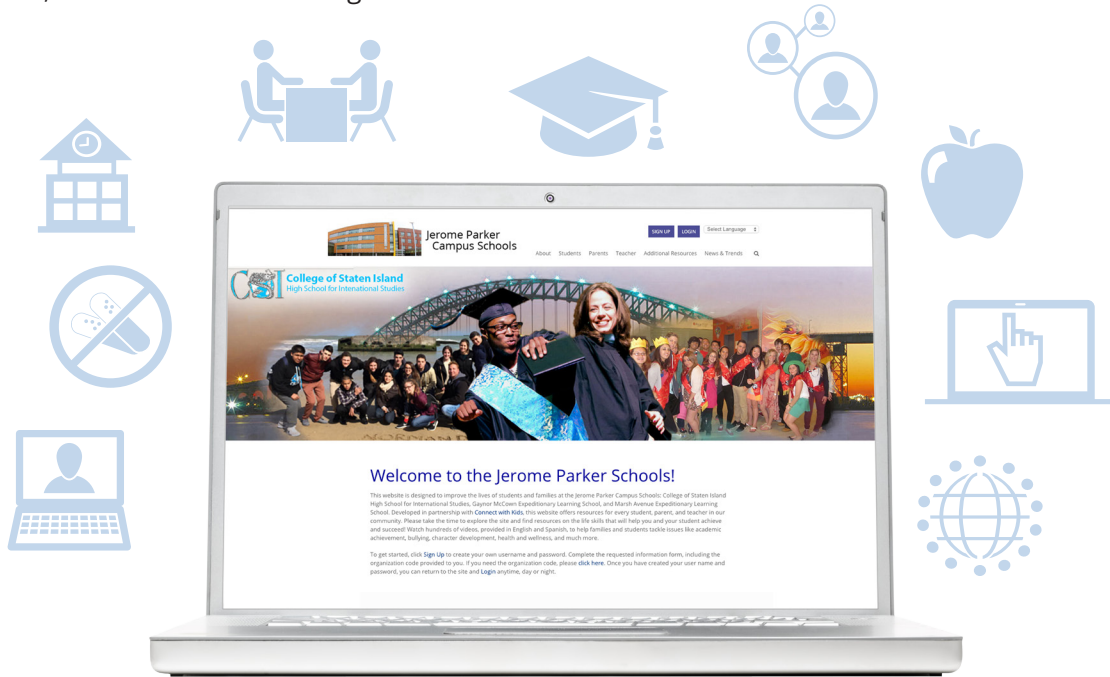 Jerome Parker
Campus Schools
SIGN UP
LOGIN
Select Language
About Students Parents Teacher Additional Resources News & Trends
CSI
College of Staten Island
High School for International Studies
Welcome to the Jerome Parker Schools!
This website is designed to improve the lives of students and families at the Jerome Parker Campus Schools: College of Staten Island
High School for International Studies, Gaynor McCown Expeditionary Learning School, and Marsh Avenue Expeditionary Learning
School. Developed in partnership with Connect with Kids, this website offers resources for every student, parent, and teacher in our
community. Please take the time to explore the site and find resources on the life skills that will help you and your student achieve
and succeed! Watch hundreds of videos, provided in English and Spanish, to help families and students tackle issues like academic
achievement, bullying, character development, health and wellness, and much more.
To get started, click Sign Up to create your own username and password. Complete the requested information form, including the
organization code provided to you. If you need the organization code, please click here. Once you have created your user name and
password, you can return to the site and Login anytime, day or night.